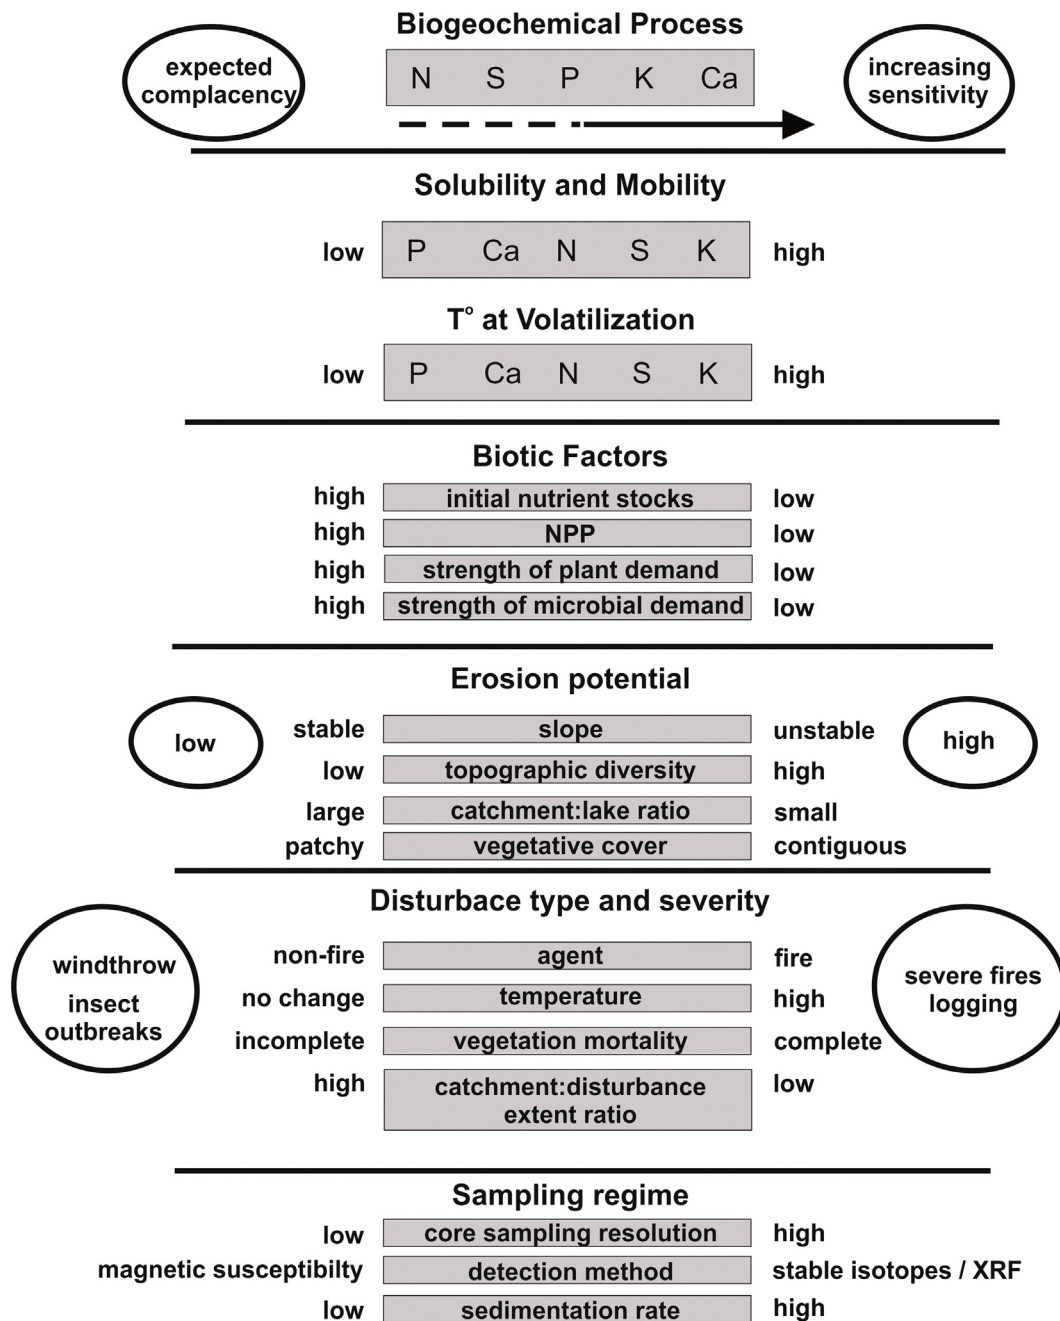 Biogeochemical Process
expected
complacency
N S P K Ca
increasing
sensitivity
Solubility and Mobility
low P Ca N S K high
T° at Volatilization
low P Ca N S K high
Biotic Factors
high initial nutrient stocks low
high NPP low
high strength of plant demand low
high strength of microbial demand low
Erosion potential
low
high
stable slope unstable
low topographic diversity high
large catchment:lake ratio small
patchy vegetative cover contiguous
Disturbace type and severity
windthrow
insect
outbreaks
severe fires
logging
non-fire agent fire
no change temperature high
incomplete vegetation mortality complete
high catchment:disturbance low
extent ratio
Sampling regime
low core sampling resolution high
magnetic susceptibilty detection method stable isotopes / XRF
low sedimentation rate high